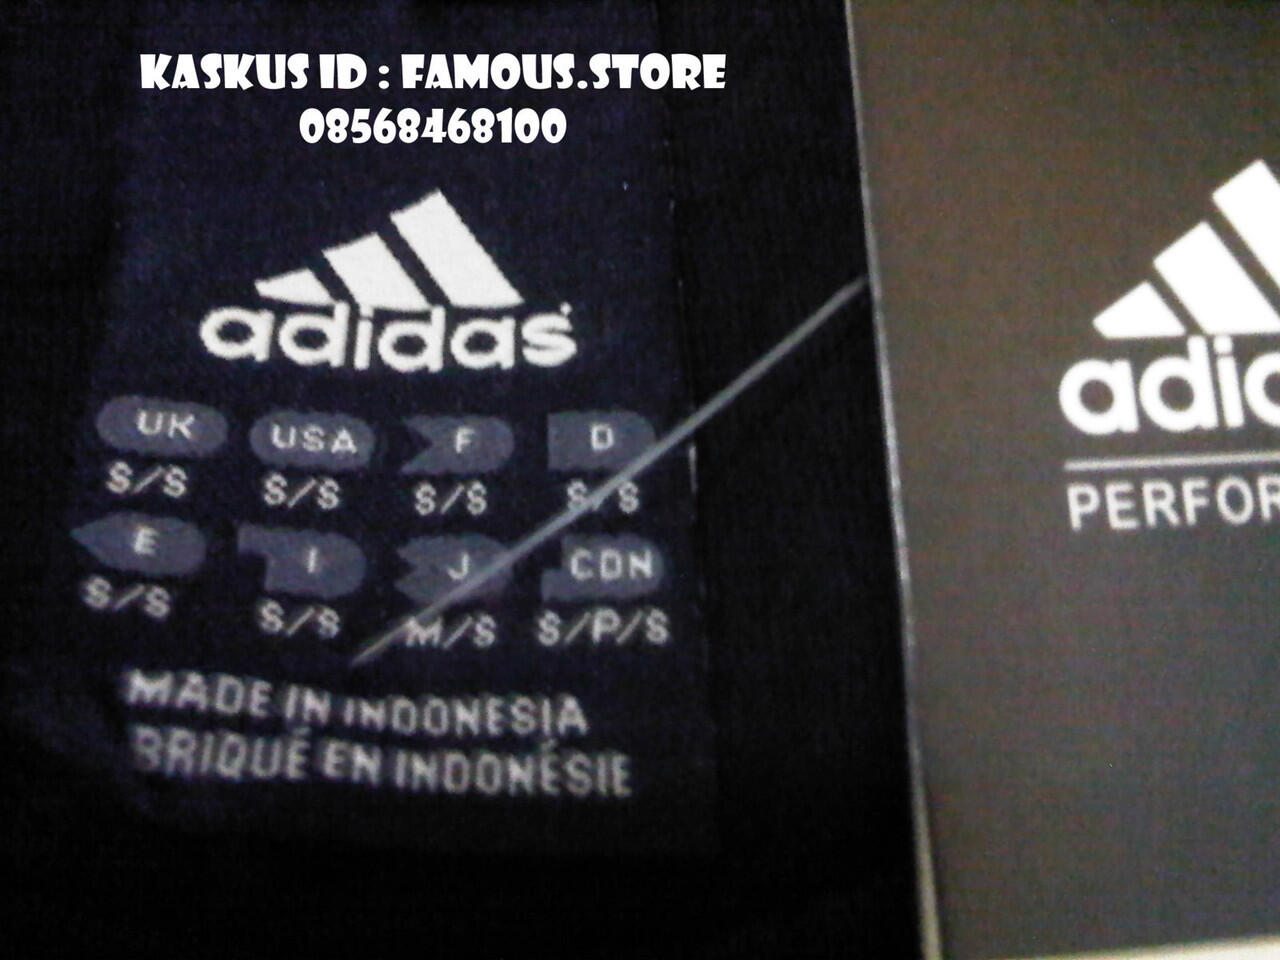 KASKUS ID : FAMOUS.STORE
08568468100
adidas
UK USA F D
S/S S/S S/S S/S
E I J CDN
S/S S/S M/S S/P/S
MADE IN INDONESIA
BRIQUÉ EN INDONÉSIE
adid
PERFOR